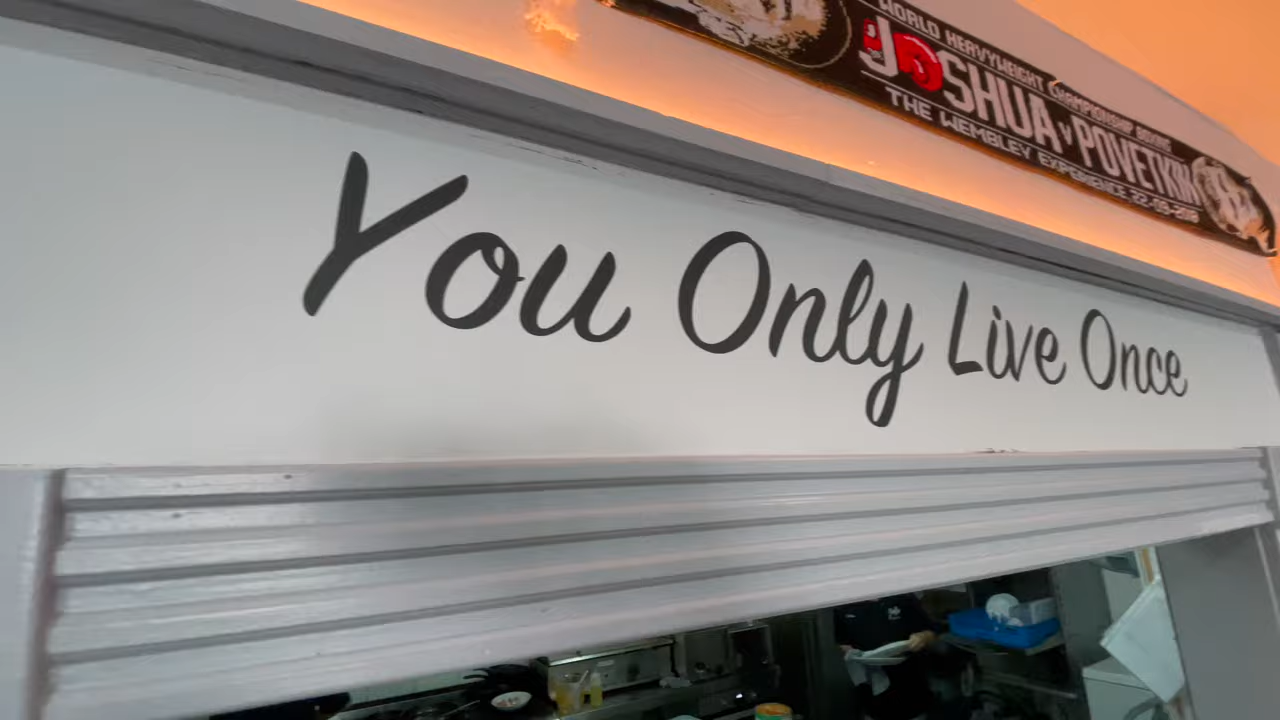 WORLD HEAVYWEIGHT CHAMPIONSHIP BOXING
JOSHUA V POVETKIN
THE WEMBLEY EXPERIENCE 22-09-2018
You Only Live Once